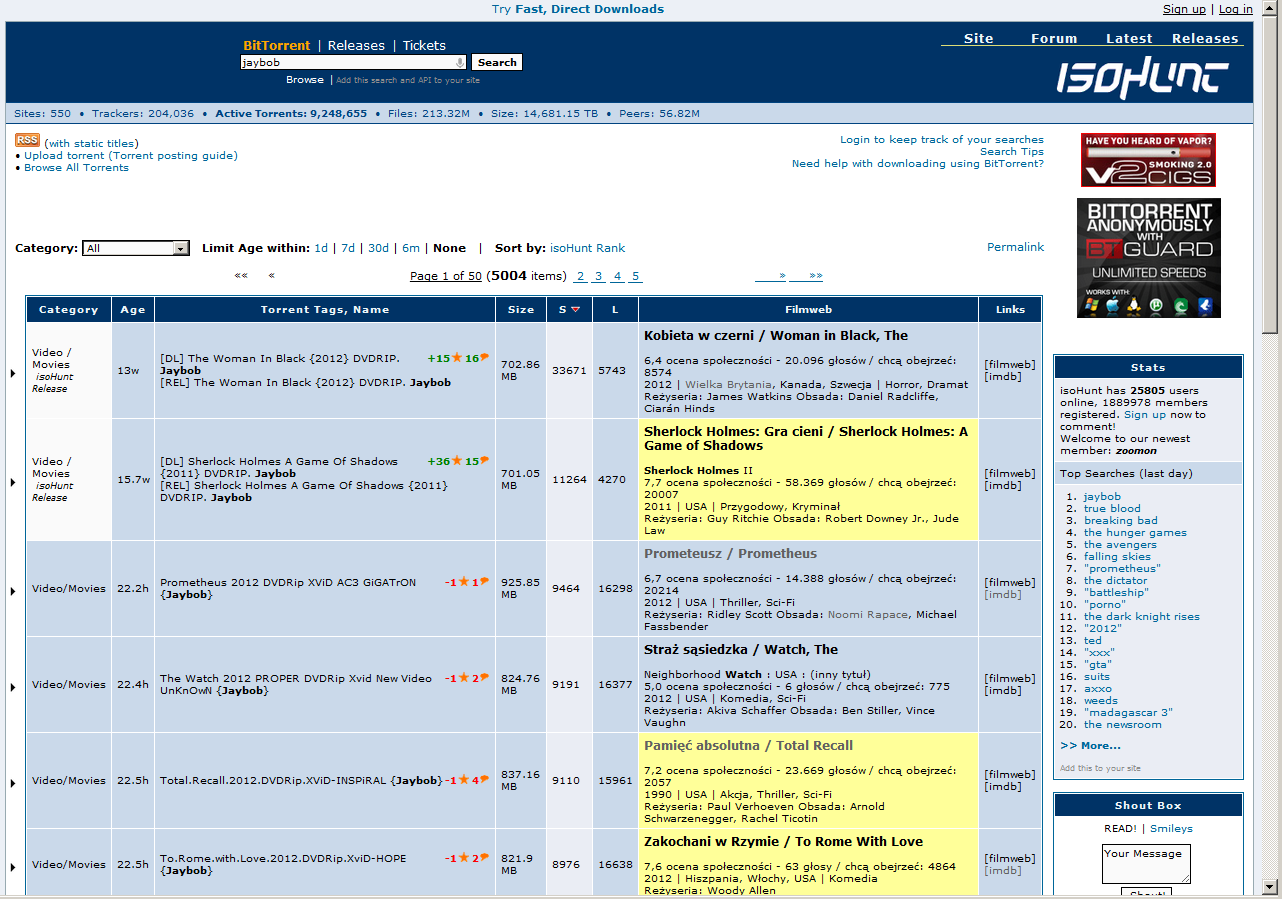 Try Fast, Direct Downloads
Sign up | Log in
BitTorrent | Releases | Tickets
Site Forum Latest Releases
jaybob Search
Browse | Add this search and API to your site
isoHunt
Sites: 550 • Trackers: 204,036 • Active Torrents: 9,248,655 • Files: 213.32M • Size: 14,681.15 TB • Peers: 56.82M
RSS (with static titles)
• Upload torrent (Torrent posting guide)
• Browse All Torrents
Login to keep track of your searches
Search Tips
Need help with downloading using BitTorrent?
HAVE YOU HEARD OF VAPOR?
SMOKING 2.0
V2CIGS
BITTORRENT
ANONYMOUSLY
WITH
BTGUARD
UNLIMITED SPEEDS
WORKS WITH:
Category: All Limit Age within: 1d | 7d | 30d | 6m | None | Sort by: isoHunt Rank
Permalink
«« « Page 1 of 50 (5004 items) 2 3 4 5 » »»
Category Age Torrent Tags, Name Size S L Filmweb Links
Video /
Movies
isoHunt
Release
13w
[DL] The Woman In Black {2012} DVDRIP.
Jaybob
[REL] The Woman In Black {2012} DVDRIP. Jaybob
+15 16
702.86
MB
33671
5743
Kobieta w czerni / Woman in Black, The
6,4 ocena społeczności - 20.096 głosów / chcą obejrzeć:
8574
2012 | Wielka Brytania, Kanada, Szwecja | Horror, Dramat
Reżyseria: James Watkins Obsada: Daniel Radcliffe,
Ciarán Hinds
[filmweb]
[imdb]
Video /
Movies
isoHunt
Release
15.7w
[DL] Sherlock Holmes A Game Of Shadows
{2011} DVDRIP. Jaybob
[REL] Sherlock Holmes A Game Of Shadows {2011}
DVDRIP. Jaybob
+36 15
701.05
MB
11264
4270
Sherlock Holmes: Gra cieni / Sherlock Holmes: A
Game of Shadows
Sherlock Holmes II
7,7 ocena społeczności - 58.369 głosów / chcą obejrzeć:
20007
2011 | USA | Przygodowy, Kryminał
Reżyseria: Guy Ritchie Obsada: Robert Downey Jr., Jude
Law
[filmweb]
[imdb]
Video/Movies
22.2h
Prometheus 2012 DVDRip XViD AC3 GiGATrON
{Jaybob}
-1 1
925.85
MB
9464
16298
Prometeusz / Prometheus
6,7 ocena społeczności - 14.388 głosów / chcą obejrzeć:
20214
2012 | USA | Thriller, Sci-Fi
Reżyseria: Ridley Scott Obsada: Noomi Rapace, Michael
Fassbender
[filmweb]
[imdb]
Video/Movies
22.4h
The Watch 2012 PROPER DVDRip Xvid New Video
UnKnOwN {Jaybob}
-1 2
824.76
MB
9191
16377
Straż sąsiedzka / Watch, The
Neighborhood Watch : USA : (inny tytuł)
5,0 ocena społeczności - 6 głosów / chcą obejrzeć: 775
2012 | USA | Komedia, Sci-Fi
Reżyseria: Akiva Schaffer Obsada: Ben Stiller, Vince
Vaughn
[filmweb]
[imdb]
Video/Movies
22.5h
Total.Recall.2012.DVDRip.XViD-INSPiRAL {Jaybob}
-1 4
837.16
MB
9110
15961
Pamięć absolutna / Total Recall
7,2 ocena społeczności - 23.669 głosów / chcą obejrzeć:
2057
1990 | USA | Akcja, Thriller, Sci-Fi
Reżyseria: Paul Verhoeven Obsada: Arnold
Schwarzenegger, Rachel Ticotin
[filmweb]
[imdb]
Video/Movies
22.5h
To.Rome.with.Love.2012.DVDRip.XviD-HOPE
{Jaybob}
-1 2
821.9
MB
8976
16638
Zakochani w Rzymie / To Rome With Love
7,6 ocena społeczności - 63 głosy / chcą obejrzeć: 4864
2012 | Hiszpania, Włochy, USA | Komedia
Reżyseria: Woody Allen
[filmweb]
[imdb]
Stats
isoHunt has 25805 users
online, 1889978 members
registered. Sign up now to
comment!
Welcome to our newest
member: zoomon
Top Searches (last day)
1. jaybob
2. true blood
3. breaking bad
4. the hunger games
5. the avengers
6. falling skies
7. "prometheus"
8. the dictator
9. "battleship"
10. "porno"
11. the dark knight rises
12. "2012"
13. ted
14. "xxx"
15. "gta"
16. suits
17. axxo
18. weeds
19. "madagascar 3"
20. the newsroom
>> More...
Add this to your site
Shout Box
READ! | Smileys
Your Message
Shout!